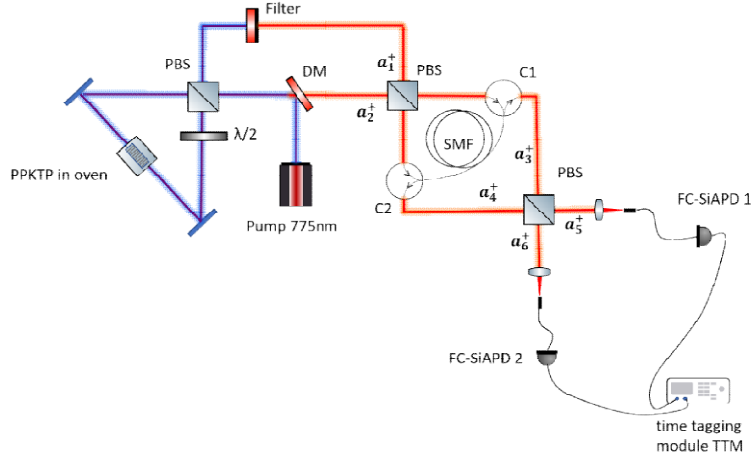 Filter
PBS
DM
a₁⁺
PBS
C1
a₂⁺
λ/2
SMF
PPKTP in oven
a₃⁺
PBS
C2
a₄⁺
FC-SiAPD 1
Pump 775nm
a₅⁺
a₆⁺
FC-SiAPD 2
time tagging
module TTM